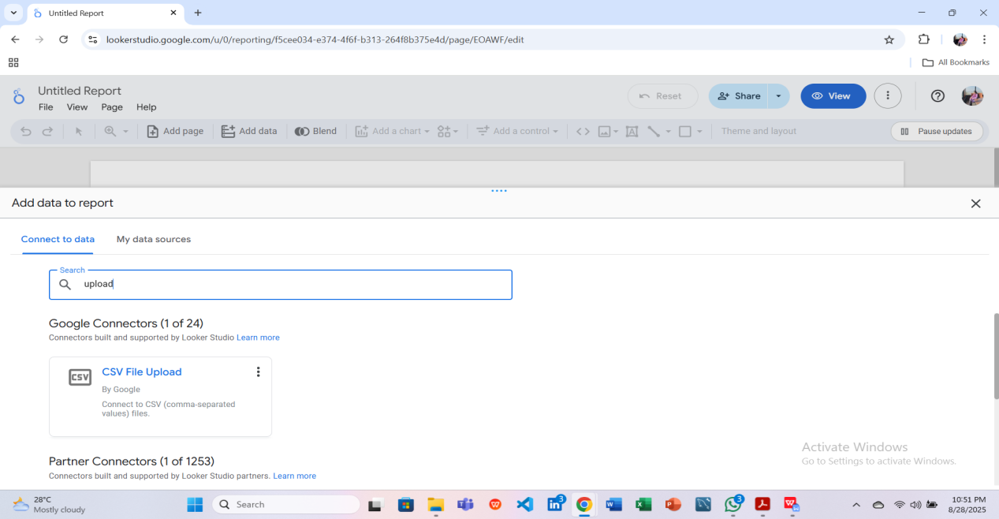 Untitled Report
lookerstudio.google.com/u/0/reporting/f5cee034-e374-4f6f-b313-264f8b375e4d/page/EOAWF/edit
All Bookmarks
Untitled Report
File View Page Help
Reset
Share
View
Add page
Add data
Blend
Add a chart
Add a control
Theme and layout
Pause updates
Add data to report
Connect to data
My data sources
Search
upload
Google Connectors (1 of 24)
Connectors built and supported by Looker Studio Learn more
CSV
CSV File Upload
By Google
Connect to CSV (comma-separated
values) files.
Partner Connectors (1 of 1253)
Connectors built and supported by Looker Studio partners. Learn more
Activate Windows
Go to Settings to activate Windows.
28°C
Mostly cloudy
Search
3
3
10:51 PM
8/28/2025